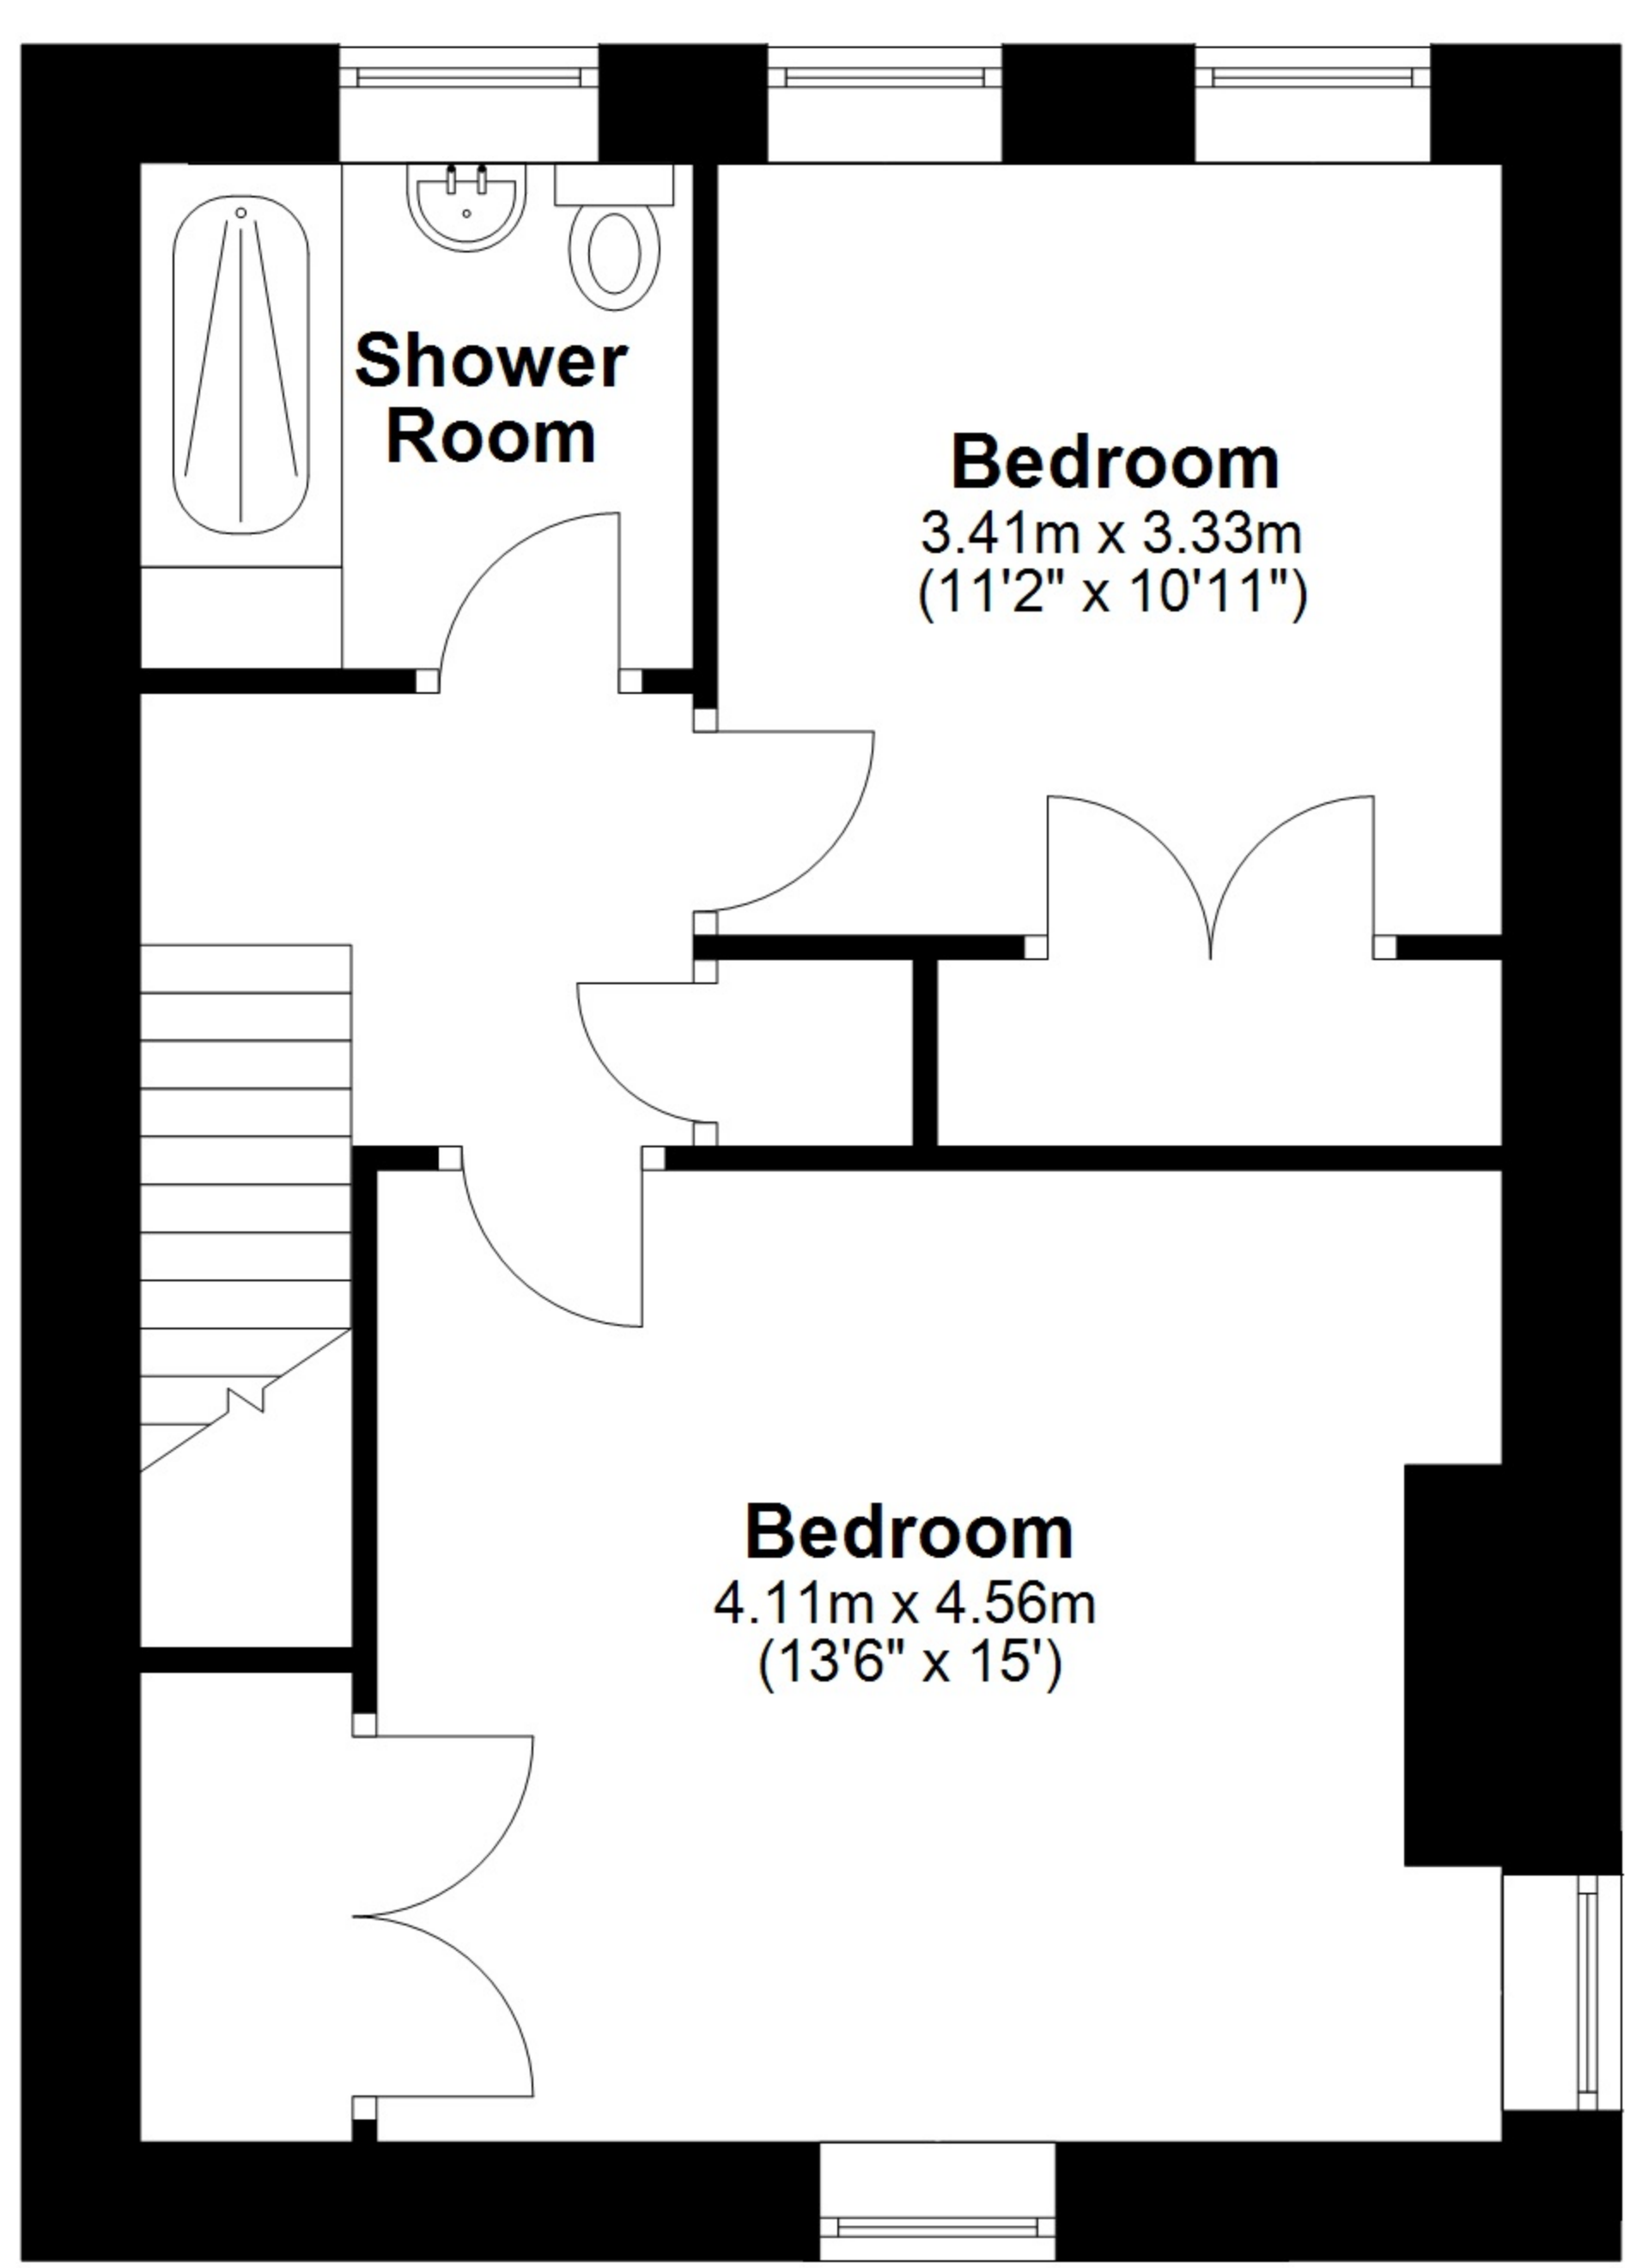 Shower
Room
Bedroom
3.41m x 3.33m
(11'2" x 10'11")
Bedroom
4.11m x 4.56m
(13'6" x 15')